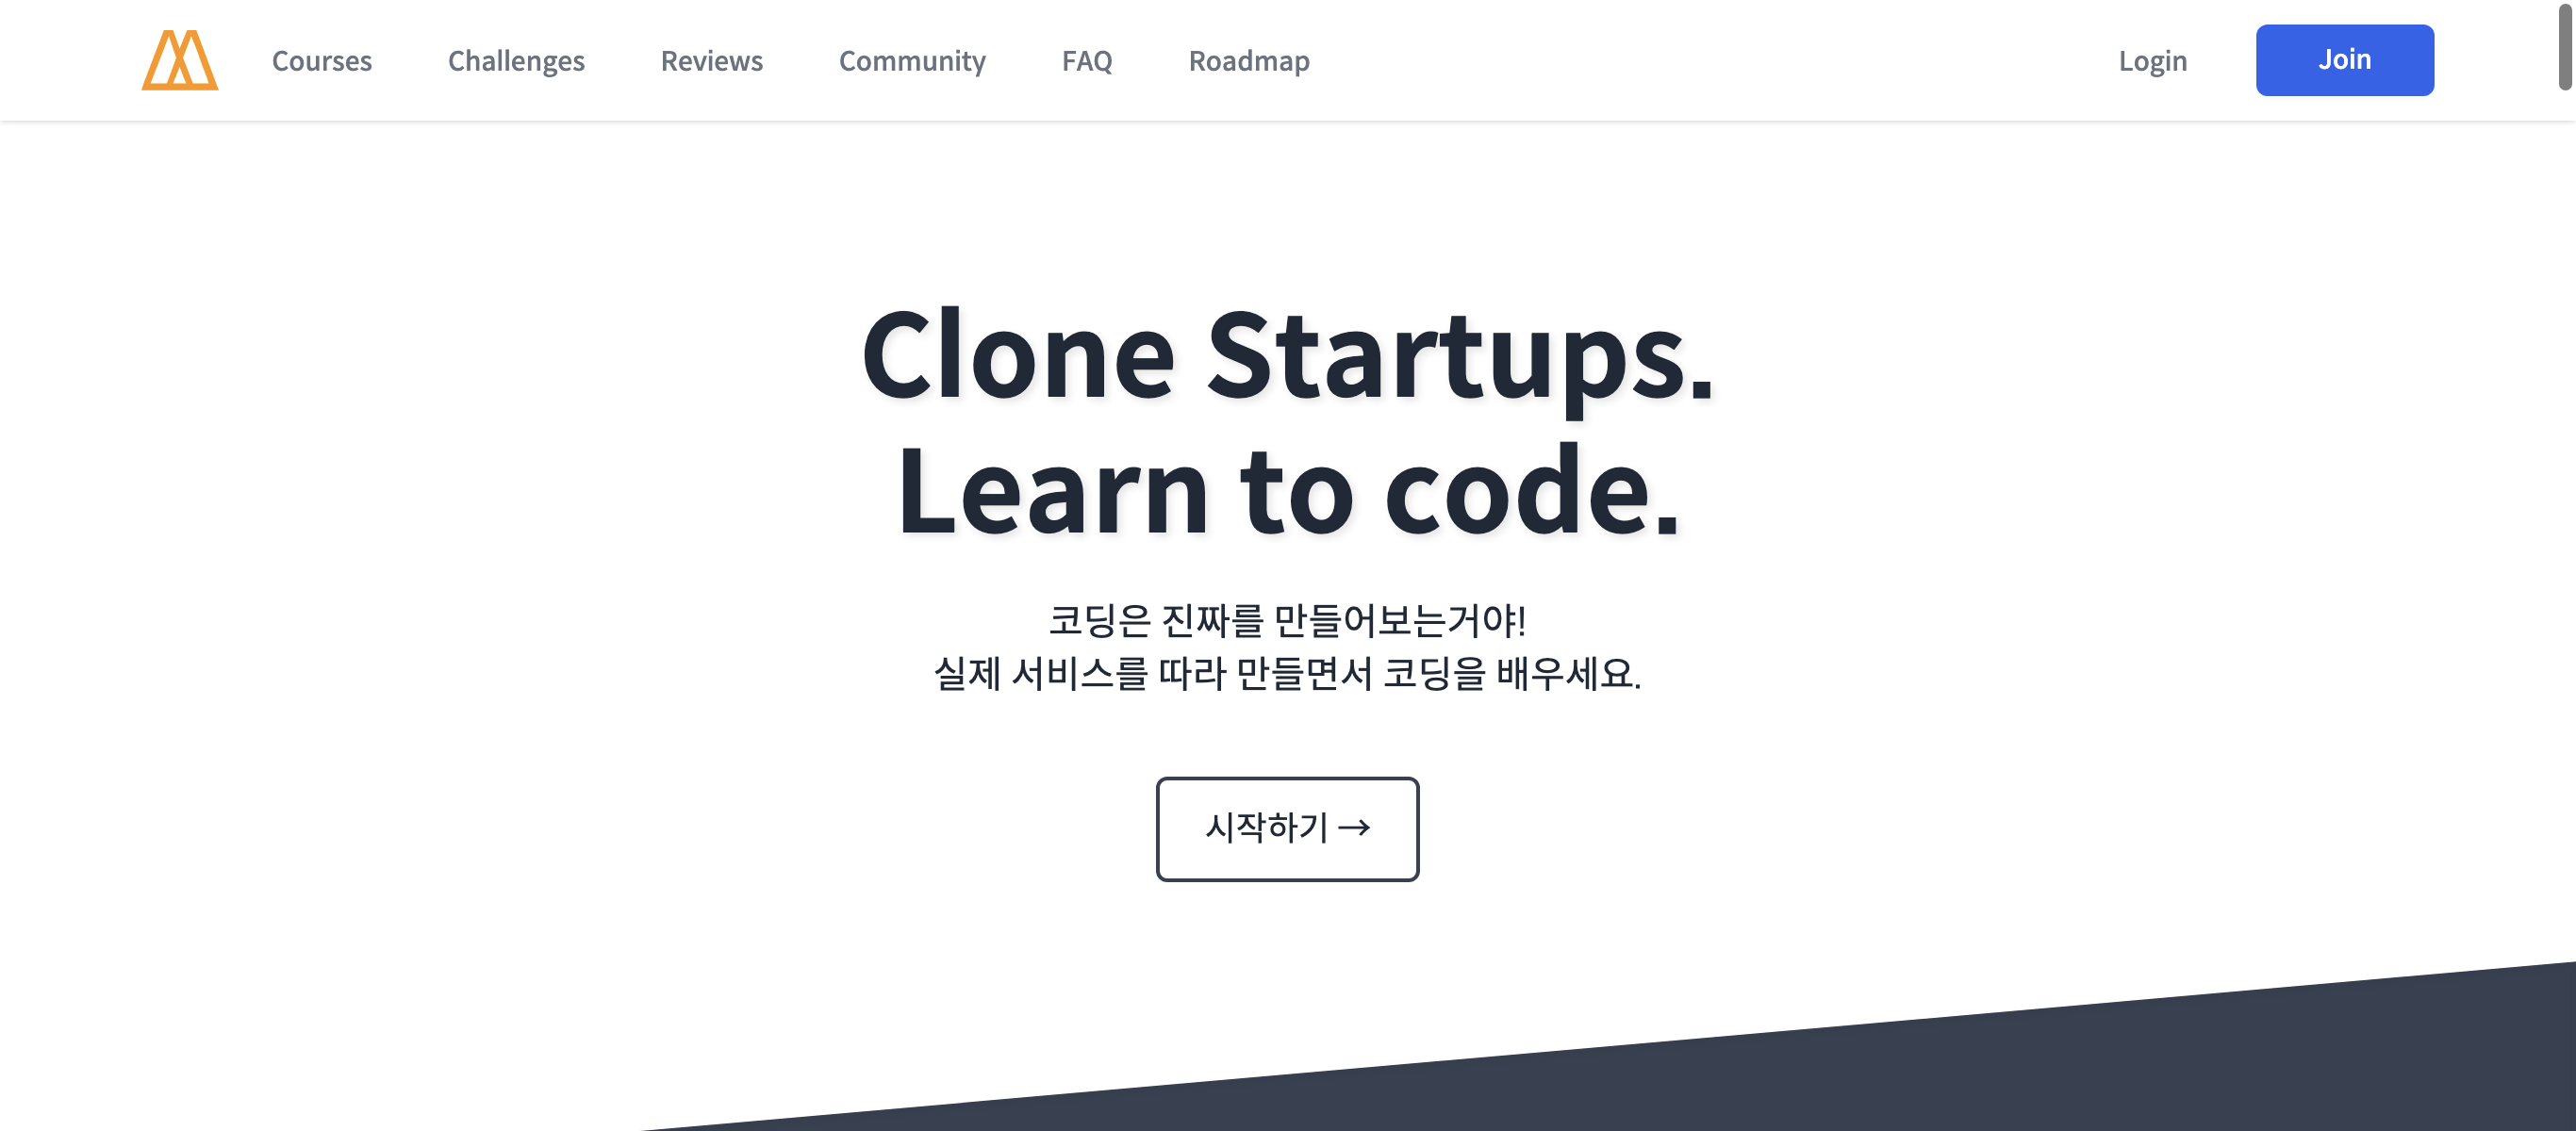 Courses Challenges Reviews Community FAQ Roadmap Login Join
Clone Startups.
Learn to code.
코딩은 진짜를 만들어보는거야!
실제 서비스를 따라 만들면서 코딩을 배우세요.
시작하기 →